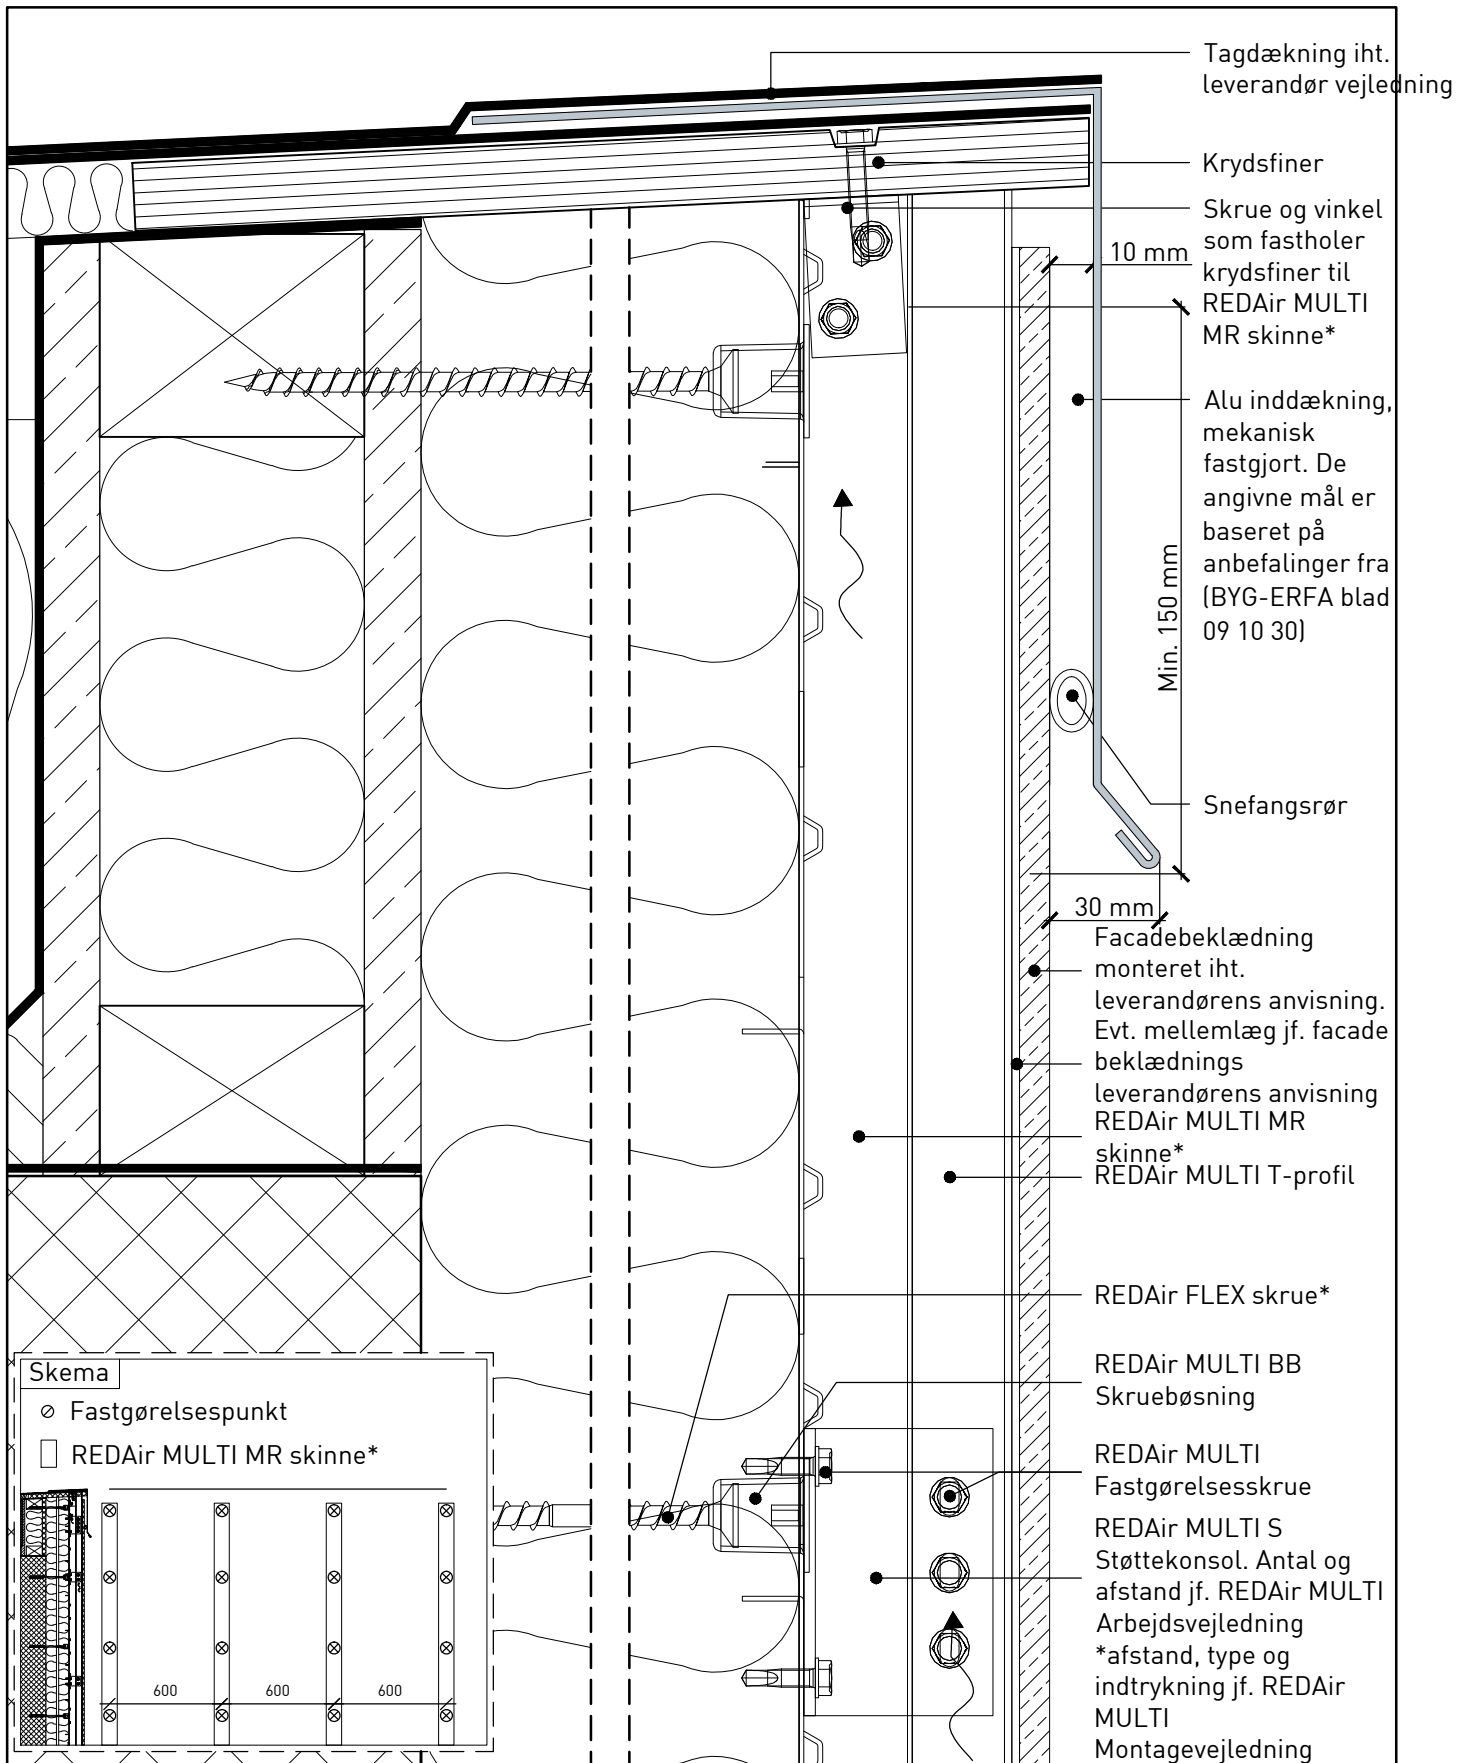 Tagdækning iht.
leverandør vejledning
Krydsfiner
Skrue og vinkel
som fastholer
krydsfiner til
REDAir MULTI
MR skinne*
10 mm
Alu inddækning,
mekanisk
fastgjort. De
angivne mål er
baseret på
anbefalinger fra
(BYG-ERFA blad
09 10 30)
Min. 150 mm
Snefangsrør
30 mm
Facadebeklædning
monteret iht.
leverandørens anvisning.
Evt. mellemlæg jf. facade
beklædnings
leverandørens anvisning
REDAir MULTI MR
skinne*
REDAir MULTI T-profil
REDAir FLEX skrue*
REDAir MULTI BB
Skruebøsning
REDAir MULTI
Fastgørelsesskrue
REDAir MULTI S
Støttekonsol. Antal og
afstand jf. REDAir MULTI
Arbejdsvejledning
*afstand, type og
indtrykning jf. REDAir
MULTI
Montagevejledning
Skema
Fastgørelsespunkt
REDAir MULTI MR skinne*
600 600 600